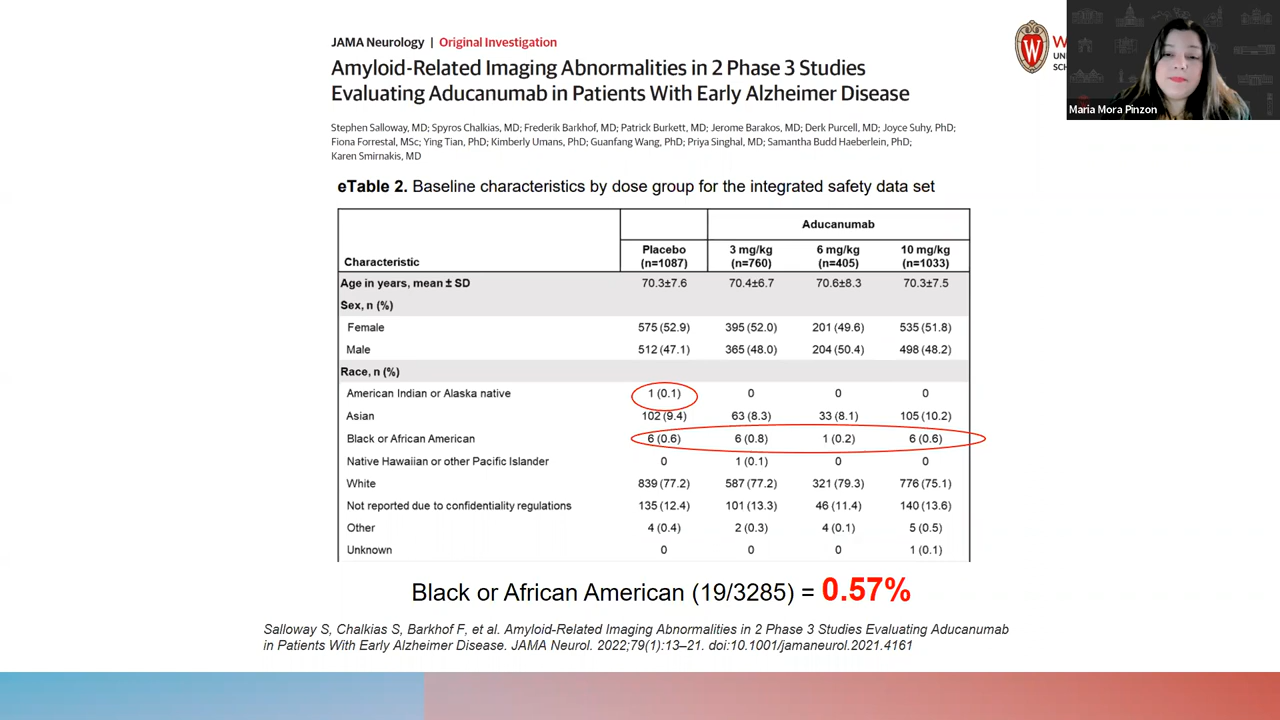 JAMA Neurology | Original Investigation
Amyloid-Related Imaging Abnormalities in 2 Phase 3 Studies
Evaluating Aducanumab in Patients With Early Alzheimer Disease
Stephen Salloway, MD; Spyros Chalkias, MD; Frederik Barkhof, MD; Patrick Burkett, MD; Jerome Barakos, MD; Derk Purcell, MD; Joyce Suhy, PhD;
Fiona Forrestal, MSc; Ying Tian, PhD; Kimberly Umans, PhD; Guanfang Wang, PhD; Priya Singhal, MD; Samantha Budd Haeberlein, PhD;
Karen Smirnakis, MD
W
UN
SCH
Maria Mora Pinzon
eTable 2. Baseline characteristics by dose group for the integrated safety data set
Aducanumab
Characteristic Placebo (n=1087) 3 mg/kg (n=760) 6 mg/kg (n=405) 10 mg/kg (n=1033)
Age in years, mean ± SD 70.3±7.6 70.4±6.7 70.6±8.3 70.3±7.5
Sex, n (%)
Female 575 (52.9) 395 (52.0) 201 (49.6) 535 (51.8)
Male 512 (47.1) 365 (48.0) 204 (50.4) 498 (48.2)
Race, n (%)
American Indian or Alaska native 1 (0.1) 0 0 0
Asian 102 (9.4) 63 (8.3) 33 (8.1) 105 (10.2)
Black or African American 6 (0.6) 6 (0.8) 1 (0.2) 6 (0.6)
Native Hawaiian or other Pacific Islander 0 1 (0.1) 0 0
White 839 (77.2) 587 (77.2) 321 (79.3) 776 (75.1)
Not reported due to confidentiality regulations 135 (12.4) 101 (13.3) 46 (11.4) 140 (13.6)
Other 4 (0.4) 2 (0.3) 4 (0.1) 5 (0.5)
Unknown 0 0 0 1 (0.1)
Black or African American (19/3285) = 0.57%
Salloway S, Chalkias S, Barkhof F, et al. Amyloid-Related Imaging Abnormalities in 2 Phase 3 Studies Evaluating Aducanumab
in Patients With Early Alzheimer Disease. JAMA Neurol. 2022;79(1):13–21. doi:10.1001/jamaneurol.2021.4161